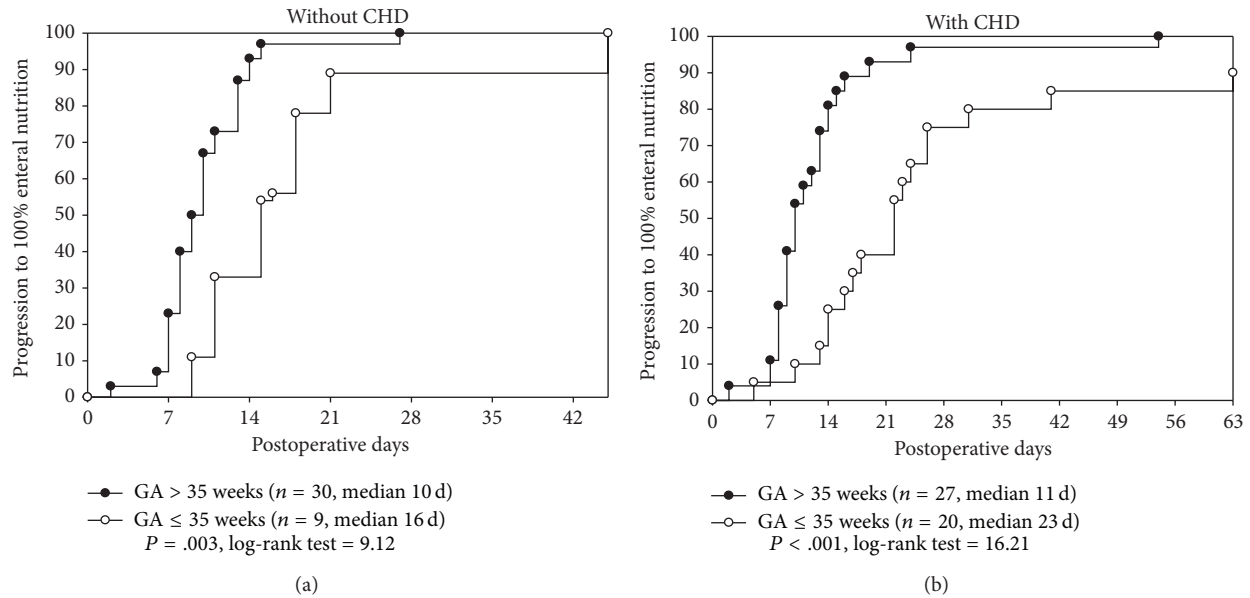 Without CHD
Progression to 100% enteral nutrition
100
90
80
70
60
50
40
30
20
10
0
0 7 14 21 28 35 42
Postoperative days
GA > 35 weeks (n = 30, median 10 d)
GA ≤ 35 weeks (n = 9, median 16 d)
P = .003, log-rank test = 9.12
(a)
With CHD
Progression to 100% enteral nutrition
100
90
80
70
60
50
40
30
20
10
0
0 7 14 21 28 35 42 49 56 63
Postoperative days
GA > 35 weeks (n = 27, median 11 d)
GA ≤ 35 weeks (n = 20, median 23 d)
P < .001, log-rank test = 16.21
(b)